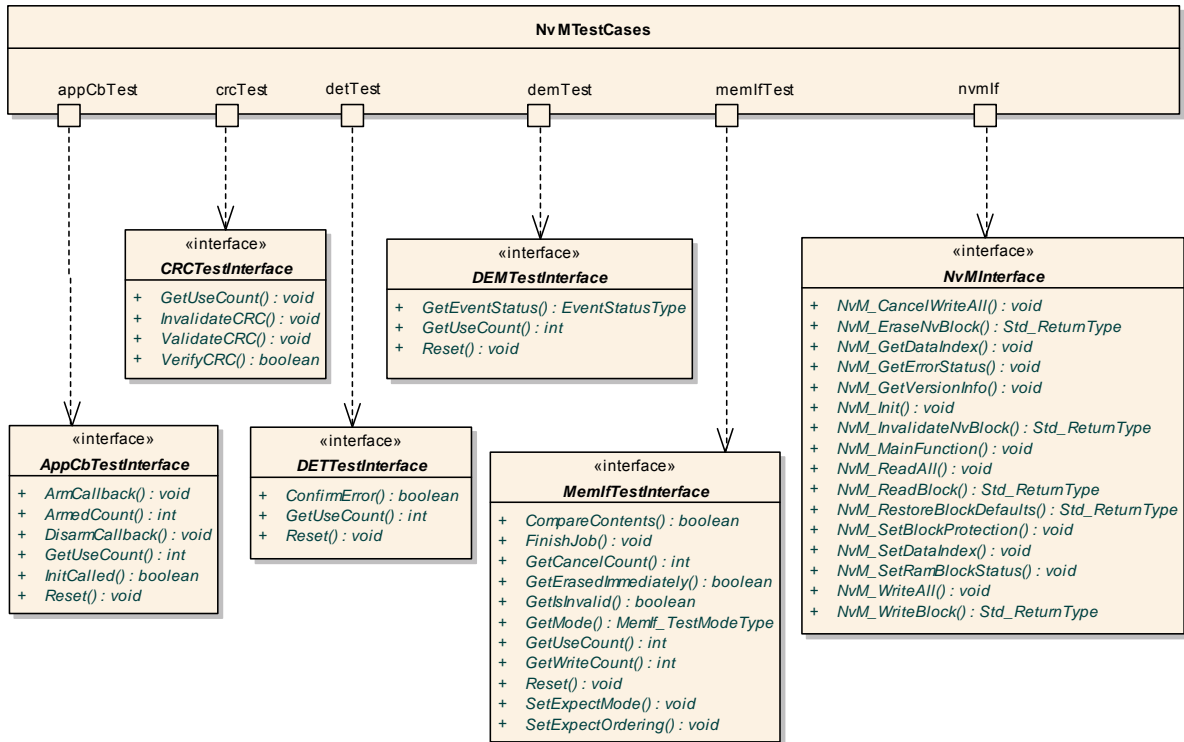 NvMTestCases
appCbTest
crcTest
detTest
demTest
memIfTest
nvmIf
«interface»
CRCTestInterface
+ GetUseCount() : void
+ InvalidateCRC() : void
+ ValidateCRC() : void
+ VerifyCRC() : boolean
«interface»
DEMTestInterface
+ GetEventStatus() : EventStatusType
+ GetUseCount() : int
+ Reset() : void
«interface»
NvMInterface
+ NvM_CancelWriteAll() : void
+ NvM_EraseNvBlock() : Std_ReturnType
+ NvM_GetDataIndex() : void
+ NvM_GetErrorStatus() : void
+ NvM_GetVersionInfo() : void
+ NvM_Init() : void
+ NvM_InvalidateNvBlock() : Std_ReturnType
+ NvM_MainFunction() : void
+ NvM_ReadAll() : void
+ NvM_ReadBlock() : Std_ReturnType
+ NvM_RestoreBlockDefaults() : Std_ReturnType
+ NvM_SetBlockProtection() : void
+ NvM_SetDataIndex() : void
+ NvM_SetRamBlockStatus() : void
+ NvM_WriteAll() : void
+ NvM_WriteBlock() : Std_ReturnType
«interface»
AppCbTestInterface
+ ArmCallback() : void
+ ArmedCount() : int
+ DisarmCallback() : void
+ GetUseCount() : int
+ InitCalled() : boolean
+ Reset() : void
«interface»
DETTestInterface
+ ConfirmError() : boolean
+ GetUseCount() : int
+ Reset() : void
«interface»
MemIfTestInterface
+ CompareContents() : boolean
+ FinishJob() : void
+ GetCancelCount() : int
+ GetErasedImmediately() : boolean
+ GetIsInvalid() : boolean
+ GetMode() : MemIf_TestModeType
+ GetUseCount() : int
+ GetWriteCount() : int
+ Reset() : void
+ SetExpectMode() : void
+ SetExpectOrdering() : void